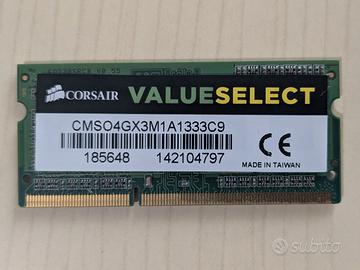 CORSAIR
VALUESELECT
CMSO4GX3M1A1333C9
185648 142104797
CE
MADE IN TAIWAN
subito